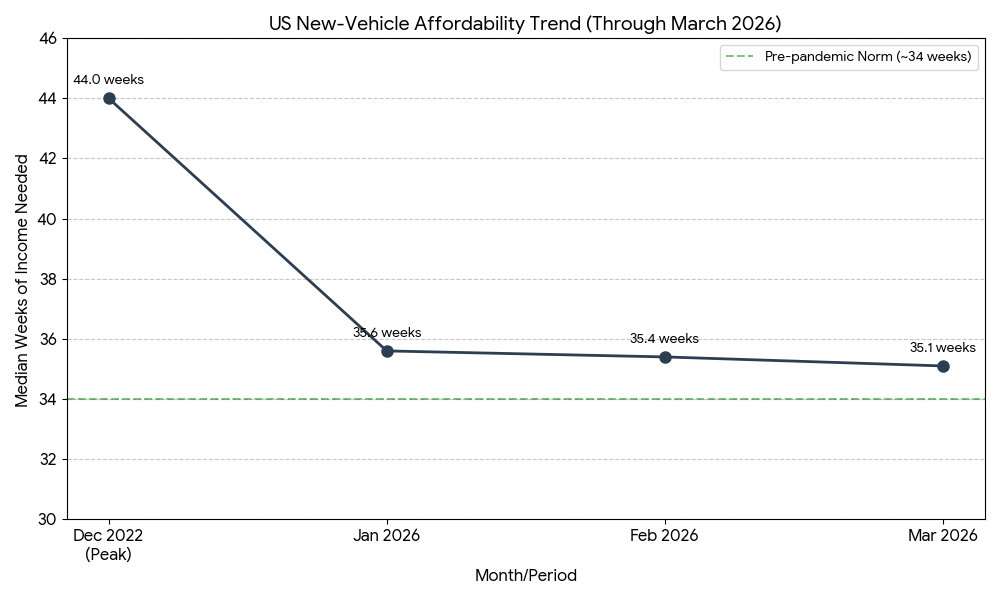 US New-Vehicle Affordability Trend (Through March 2026)
Pre-pandemic Norm (~34 weeks)
Median Weeks of Income Needed
46
44
42
40
38
36
34
32
30
44.0 weeks
35.6 weeks
35.4 weeks
35.1 weeks
Dec 2022
(Peak)
Jan 2026
Feb 2026
Mar 2026
Month/Period